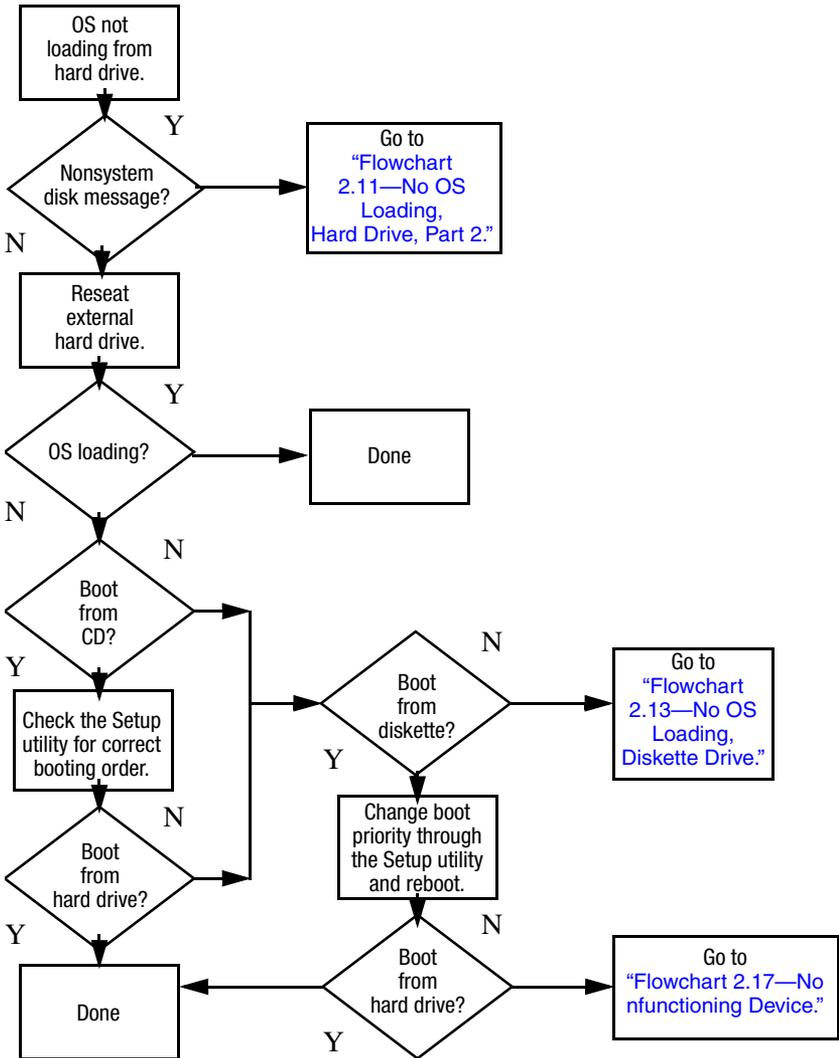 OS not
loading from
hard drive.
Y
Nonsystem
disk message?
Go to
“Flowchart
2.11—No OS
Loading,
Hard Drive, Part 2.”
N
Reseat
external
hard drive.
Y
OS loading?
Done
N
N
Boot
from
CD?
Y
Check the Setup
utility for correct
booting order.
N
Boot
from
hard drive?
Y
Done
N
Boot
from
diskette?
Go to
“Flowchart
2.13—No OS
Loading,
Diskette Drive.”
Y
Change boot
priority through
the Setup utility
and reboot.
N
Boot
from
hard drive?
Y
Go to
“Flowchart 2.17—No
nfunctioning Device.”